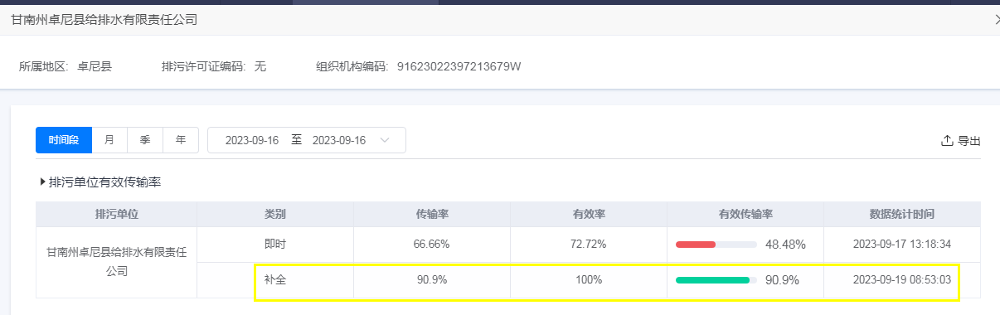 甘南州卓尼县给排水有限责任公司
所属地区: 卓尼县 排污许可证编码: 无 组织机构编码: 91623022397213679W
时间段 月 季 年 2023-09-16 至 2023-09-16 导出
排污单位有效传输率
排污单位 类别 传输率 有效率 有效传输率 数据统计时间
甘南州卓尼县给排水有限责任
公司
即时 66.66% 72.72% 48.48% 2023-09-17 13:18:34
补全 90.9% 100% 90.9% 2023-09-19 08:53:03